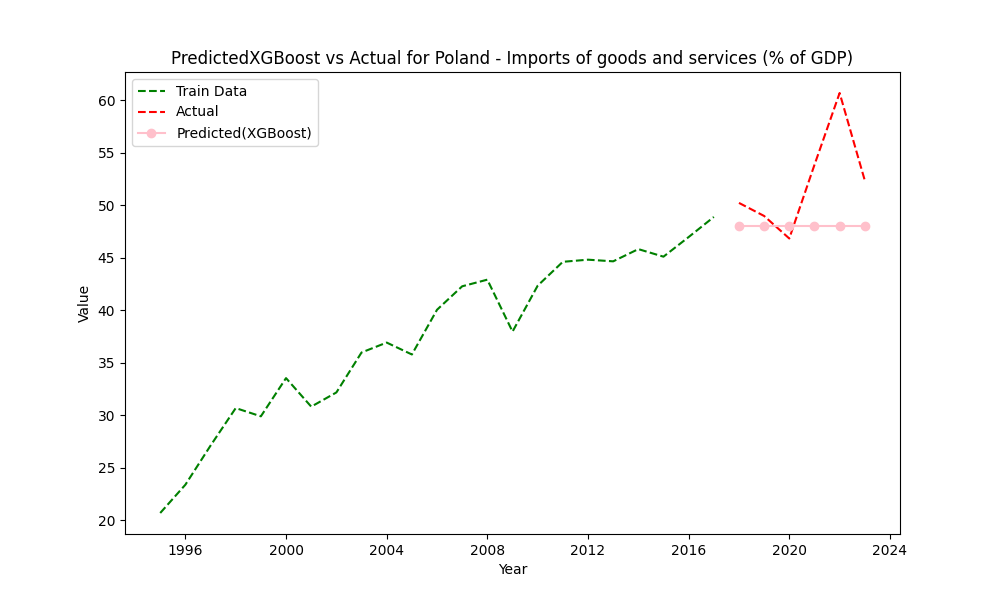 PredictedXGBoost vs Actual for Poland - Imports of goods and services (% of GDP)
Train Data
Actual
Predicted(XGBoost)
Value
60
55
50
45
40
35
30
25
20
1996 2000 2004 2008 2012 2016 2020 2024
Year